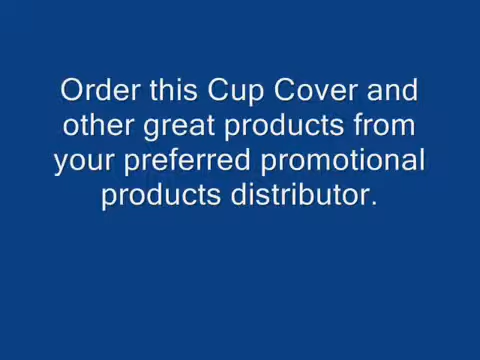 Order this Cup Cover and
other great products from
your preferred promotional
products distributor.